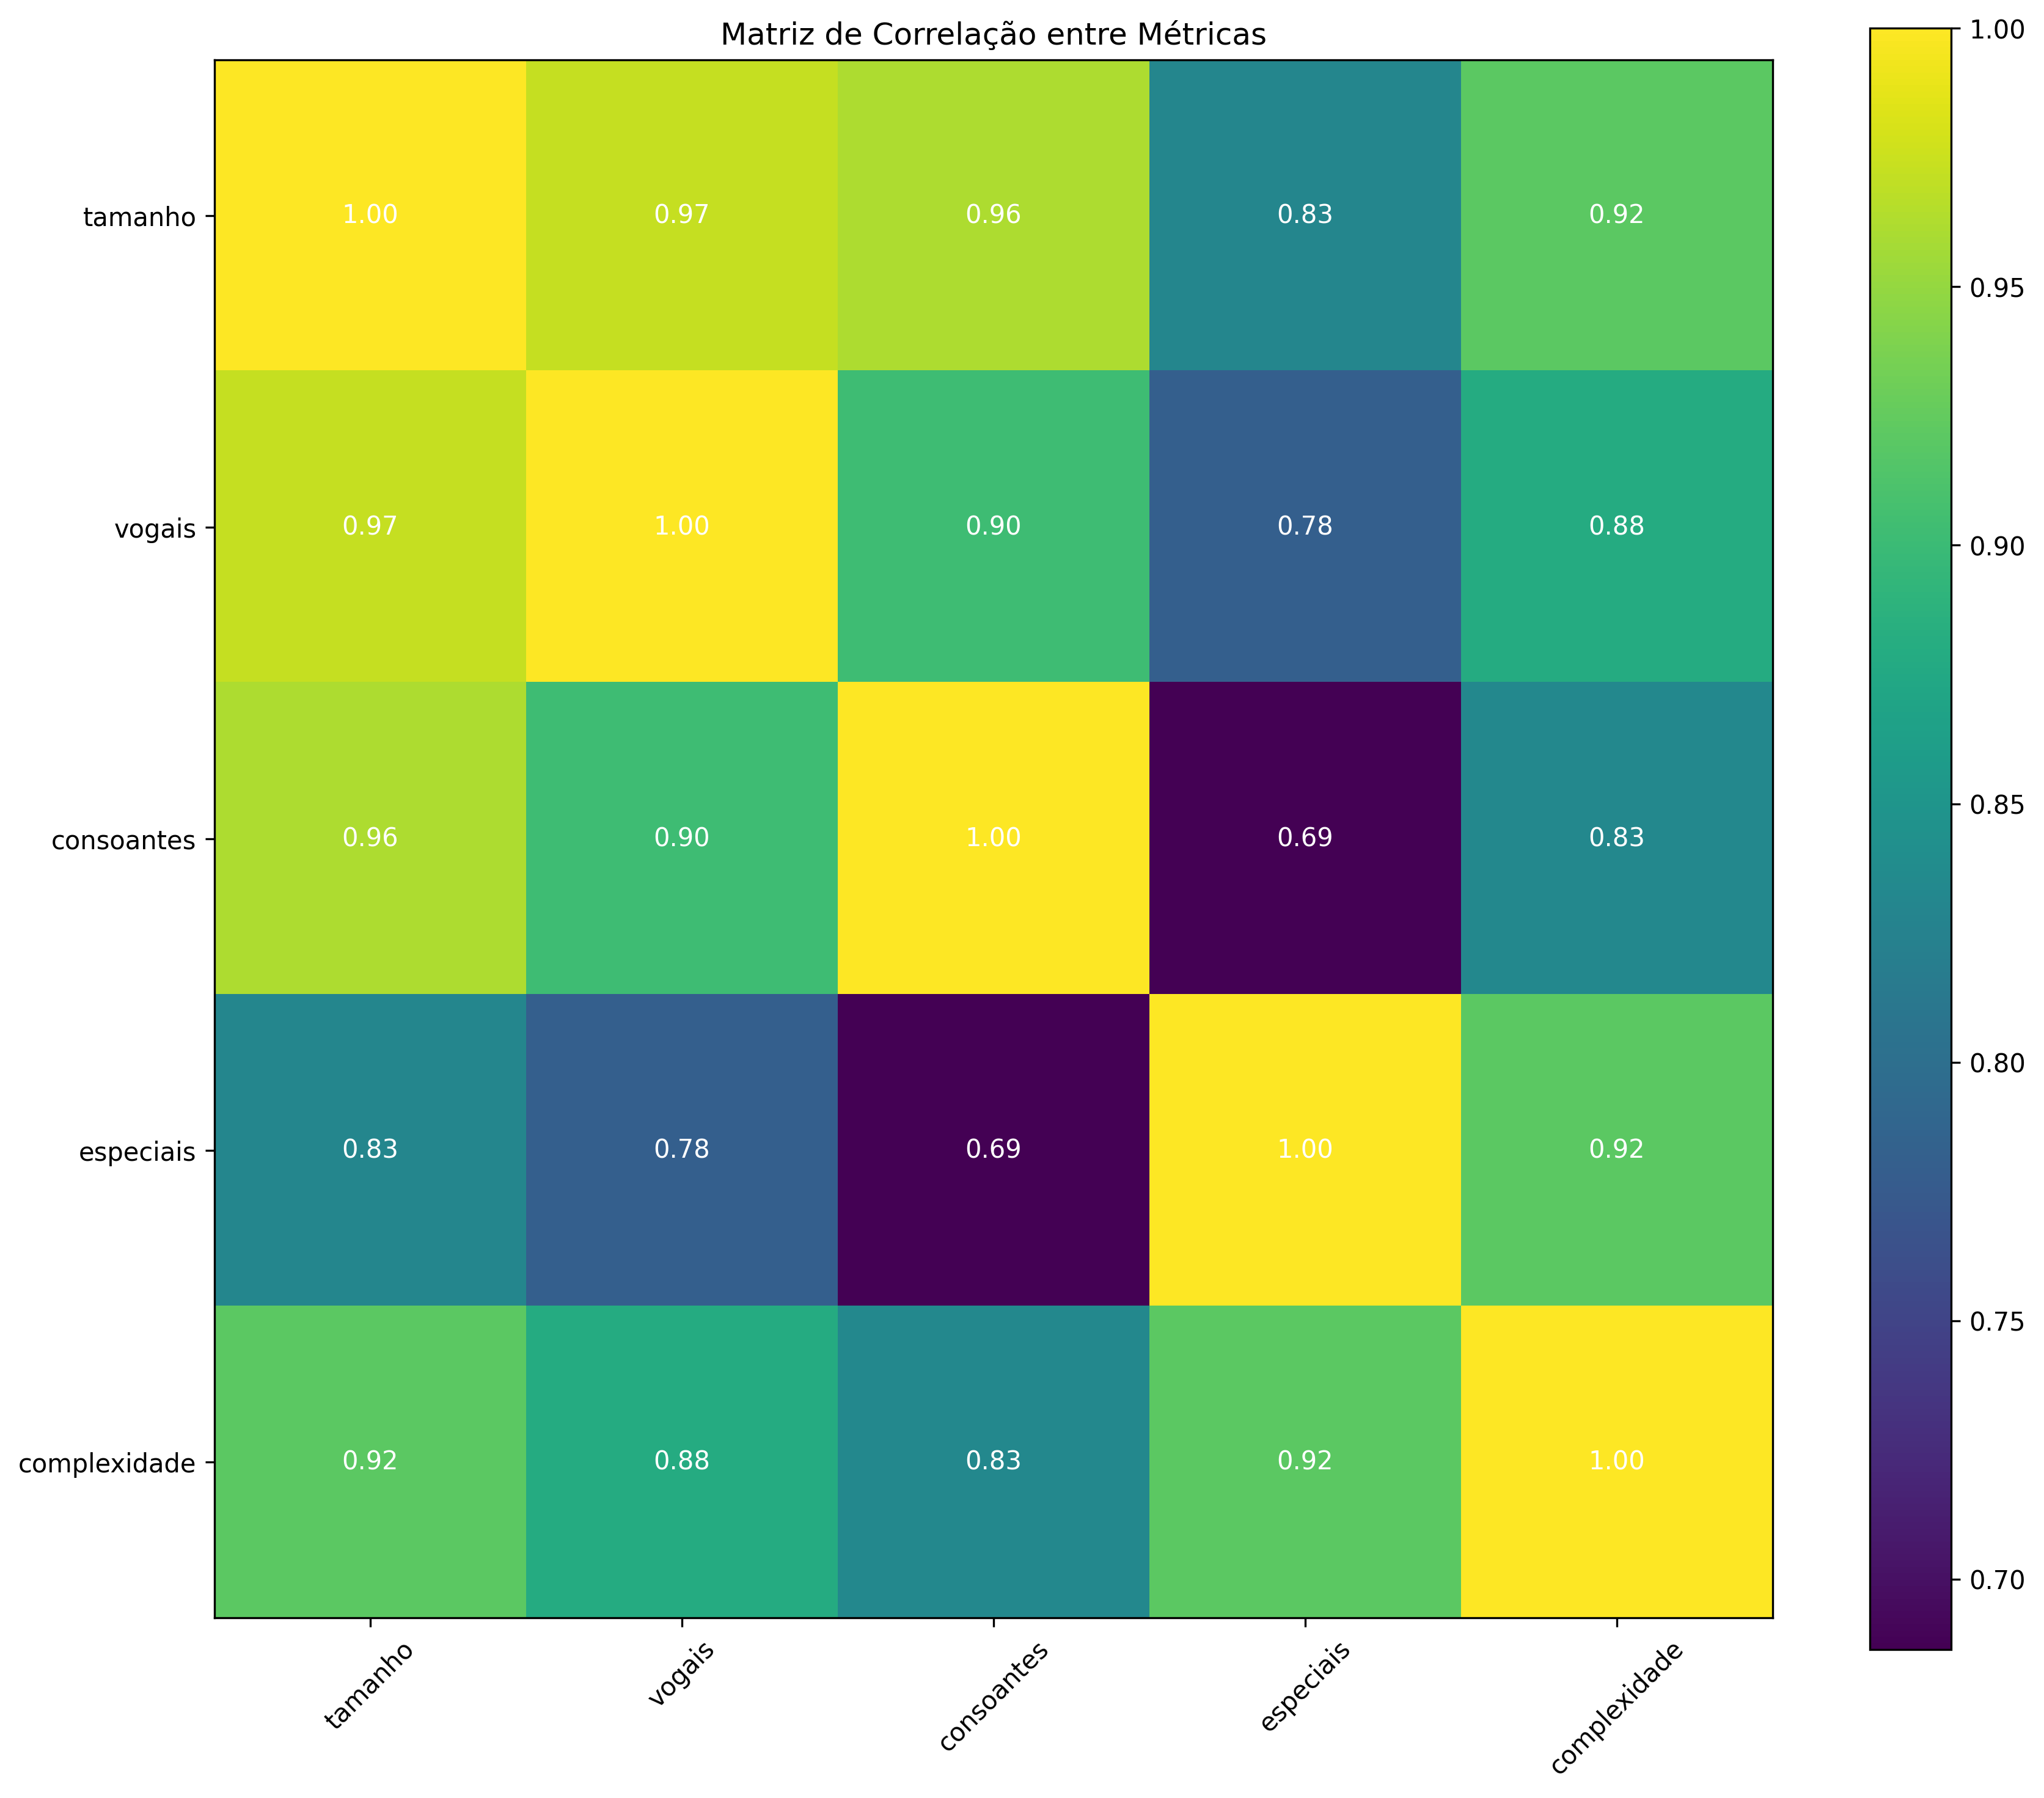 Matriz de Correlação entre Métricas
tamanho 1.00 0.97 0.96 0.83 0.92
vogais 0.97 1.00 0.90 0.78 0.88
consoantes 0.96 0.90 1.00 0.69 0.83
especiais 0.83 0.78 0.69 1.00 0.92
complexidade 0.92 0.88 0.83 0.92 1.00
tamanho vogais consoantes especiais complexidade
1.00
0.95
0.90
0.85
0.80
0.75
0.70